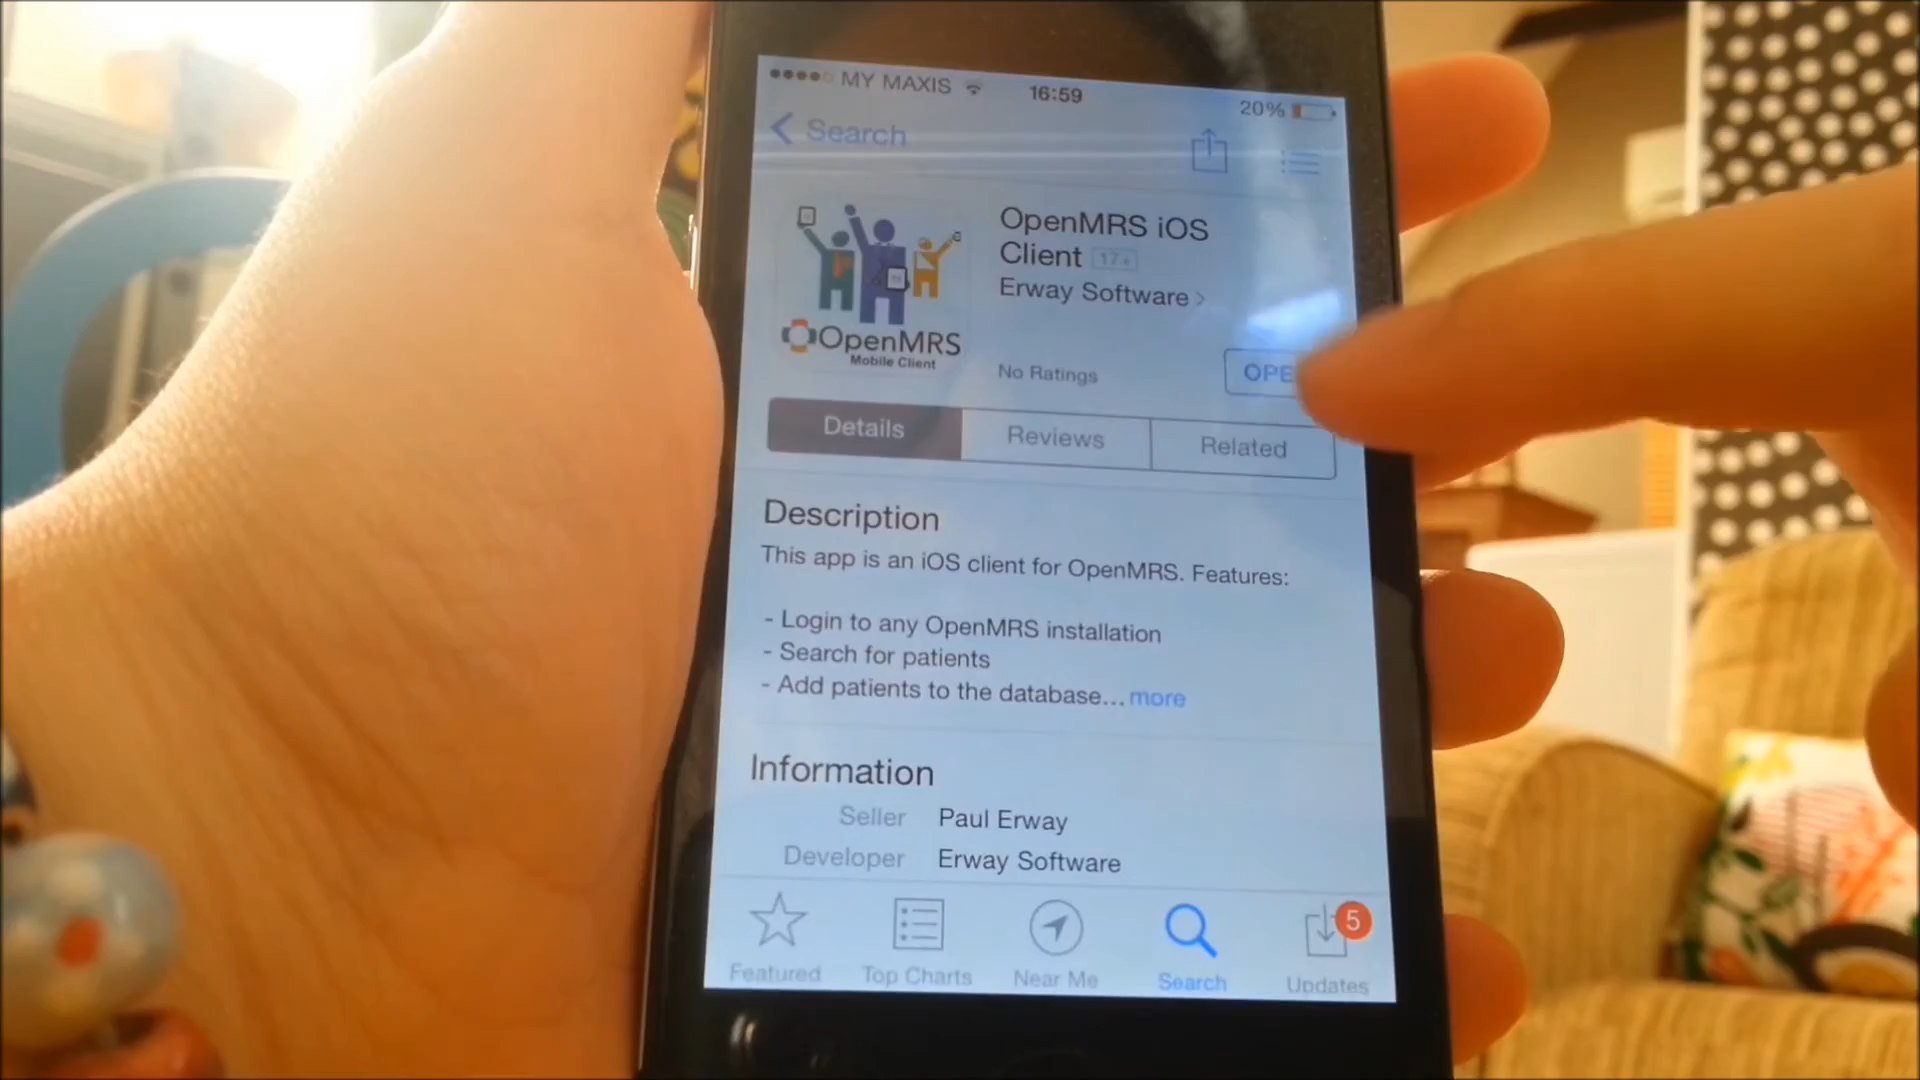 MY MAXIS 16:59 20%
Search
OpenMRS iOS
Client 17+
Erway Software
OpenMRS
Mobile Client
No Ratings
OPE
Details Reviews Related
Description
This app is an iOS client for OpenMRS. Features:
- Login to any OpenMRS installation
- Search for patients
- Add patients to the database... more
Information
Seller Paul Erway
Developer Erway Software
5
Featured Top Charts Near Me Search Updates